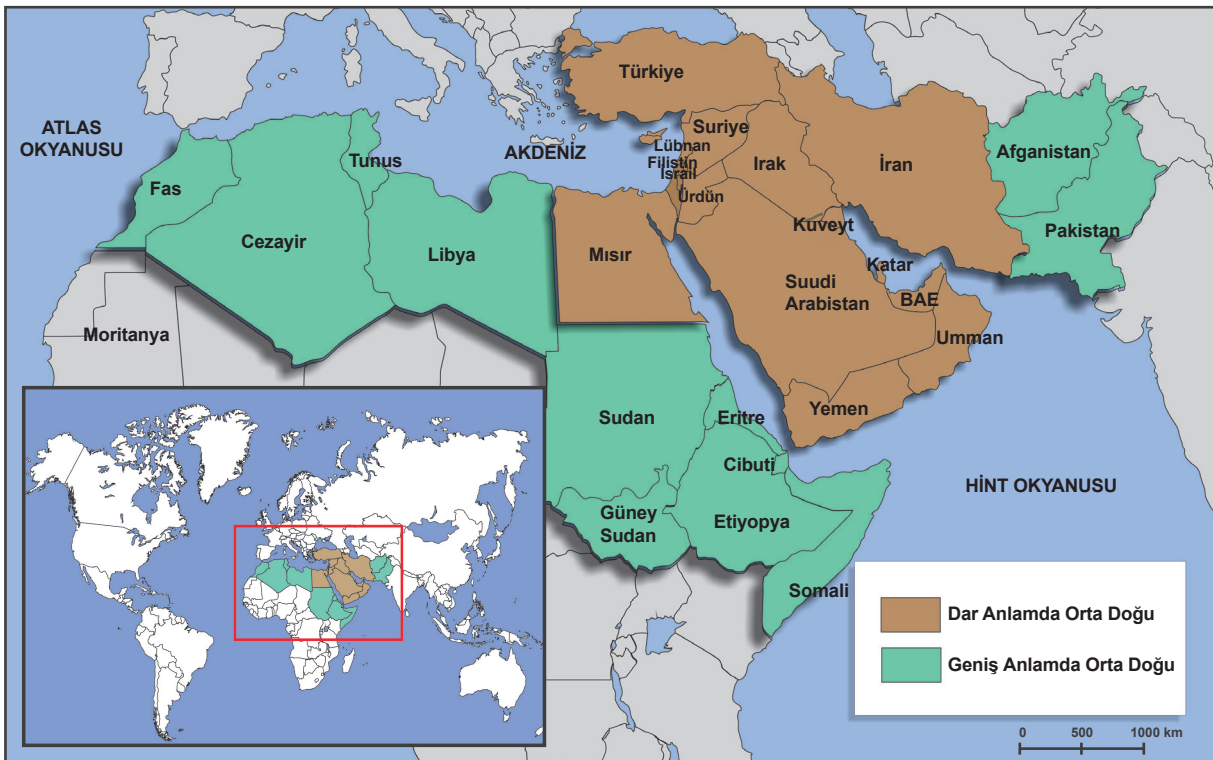 Türkiye
ATLAS
OKYANUSU
AKDENİZ
Suriye
Lübnan
Filistin
İsrail
Ürdün
Irak
İran
Afganistan
Pakistan
Tunus
Fas
Cezayir
Libya
Mısır
Kuveyt
Katar
Suudi
Arabistan
BAE
Umman
Yemen
Moritanya
Sudan
Eritre
Cibuti
Güney
Sudan
Etiyopya
Somali
HİNT OKYANUSU
Dar Anlamda Orta Doğu
Geniş Anlamda Orta Doğu
0 500 1000 km